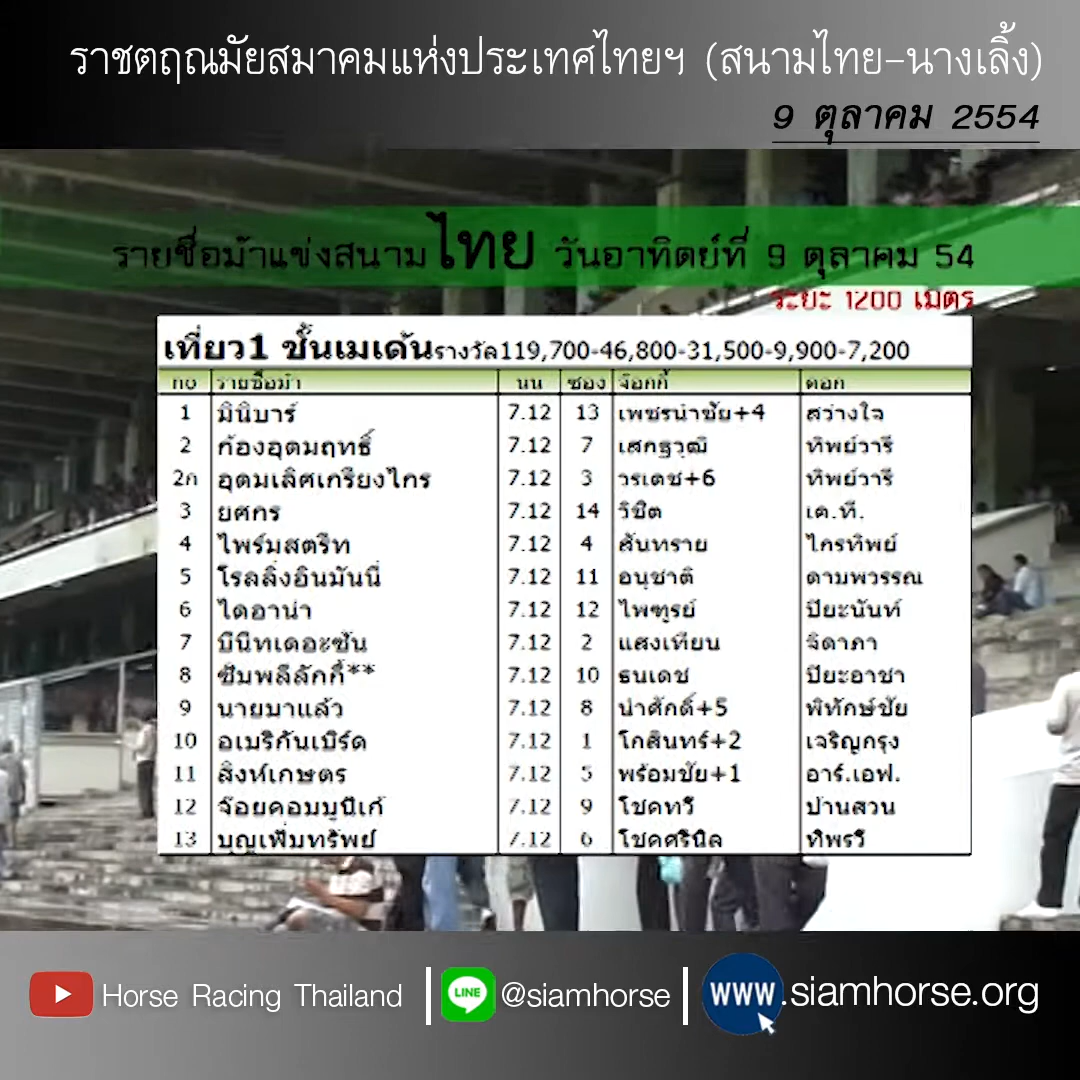 ราชตฤณมัยสมาคมแห่งประเทศไทยฯ (สนามไทย-นางเลิ้ง)
9 ตุลาคม 2554
รายชื่อม้าแข่งสนามไทย วันอาทิตย์ที่ 9 ตุลาคม 54
ระยะ 1200 เมตร
เที่ยว1 ชั้นเมเด้นรางวัล119,700-46,800-31,500-9,900-7,200
no รายชื่อม้า นน ซอง จ๊อกกี้ คอก
1 มินิบาร์ 7.12 13 เพชรนำชัย+4 สว่างใจ
2 ก้องอุดมฤทธิ์ 7.12 7 เศกฐวุฒิ ทิพย์วารี
2ก อุดมเลิศเกรียงไกร 7.12 3 วรเดช+6 ทิพย์วารี
3 ยศกร 7.12 14 วิชิต เค.ที.
4 ไพร์มสตรีท 7.12 4 สันทราย ไกรทิพย์
5 โรลลิ่งอินมันนี่ 7.12 11 อนุชาติ ดามพวรรณ
6 ไดอาน่า 7.12 12 ไพฑูรย์ ปิยะนันท์
7 บีนีทเดอะซัน 7.12 2 แสงเทียน จิดาภา
8 ซิมพลีลักกี้** 7.12 10 ธนเดช ปิยะอาชา
9 นายมาแล้ว 7.12 8 นำศักดิ์+5 พิทักษ์ชัย
10 อเมริกันเบิร์ด 7.12 1 โกสินทร์+2 เจริญกรุง
11 สิงห์เกษตร 7.12 5 พร้อมชัย+1 อาร์.เอฟ.
12 จ๊อยคอมมูนิเก้ 7.12 9 โชคทวี บ้านสวน
13 บุญเพิ่มทรัพย์ 7.12 6 โชคศรีนิล ทิพรวี
Horse Racing Thailand | LINE @siamhorse | www.siamhorse.org